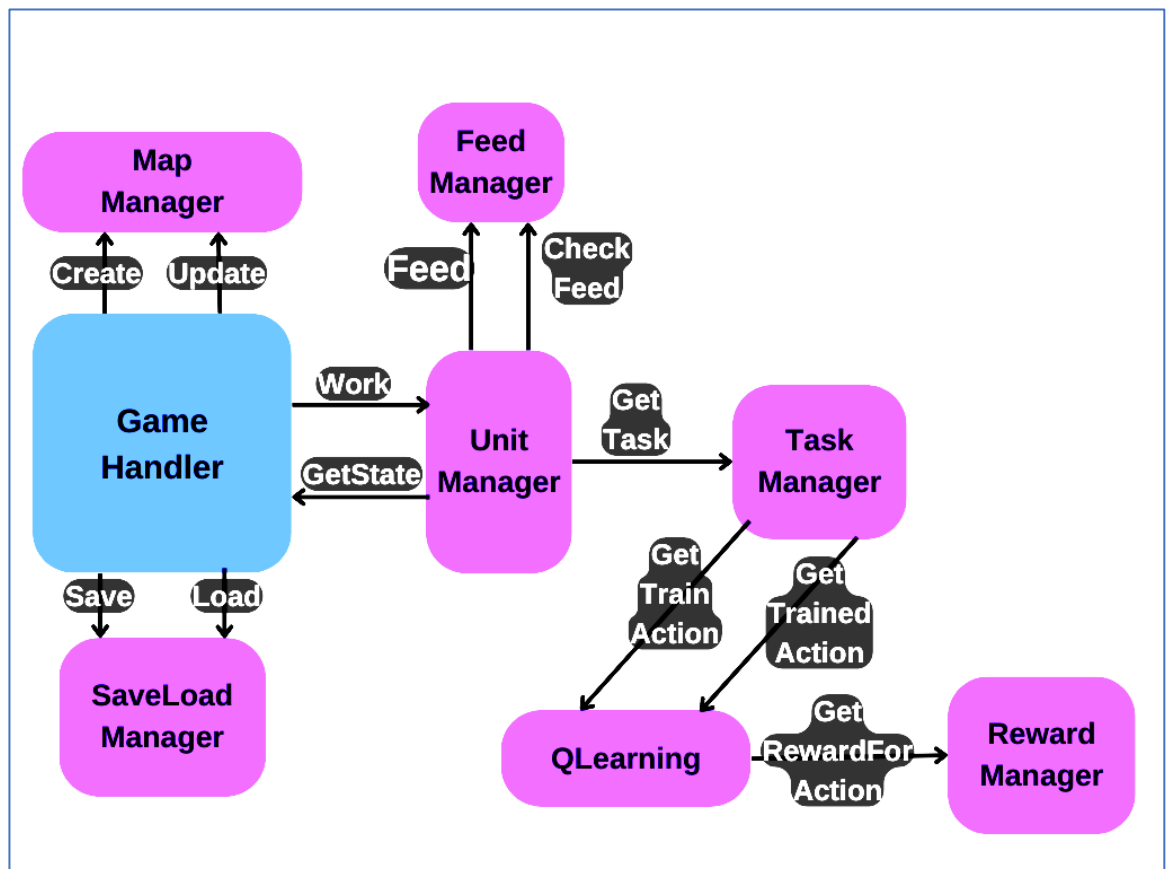 Feed
Manager
Map
Manager
Create
Update
Feed
Check
Feed
Game
Handler
Work
GetState
Unit
Manager
Get
Task
Task
Manager
Save
Load
SaveLoad
Manager
Get
Train
Action
Get
Trained
Action
QLearning
Get
RewardFor
Action
Reward
Manager